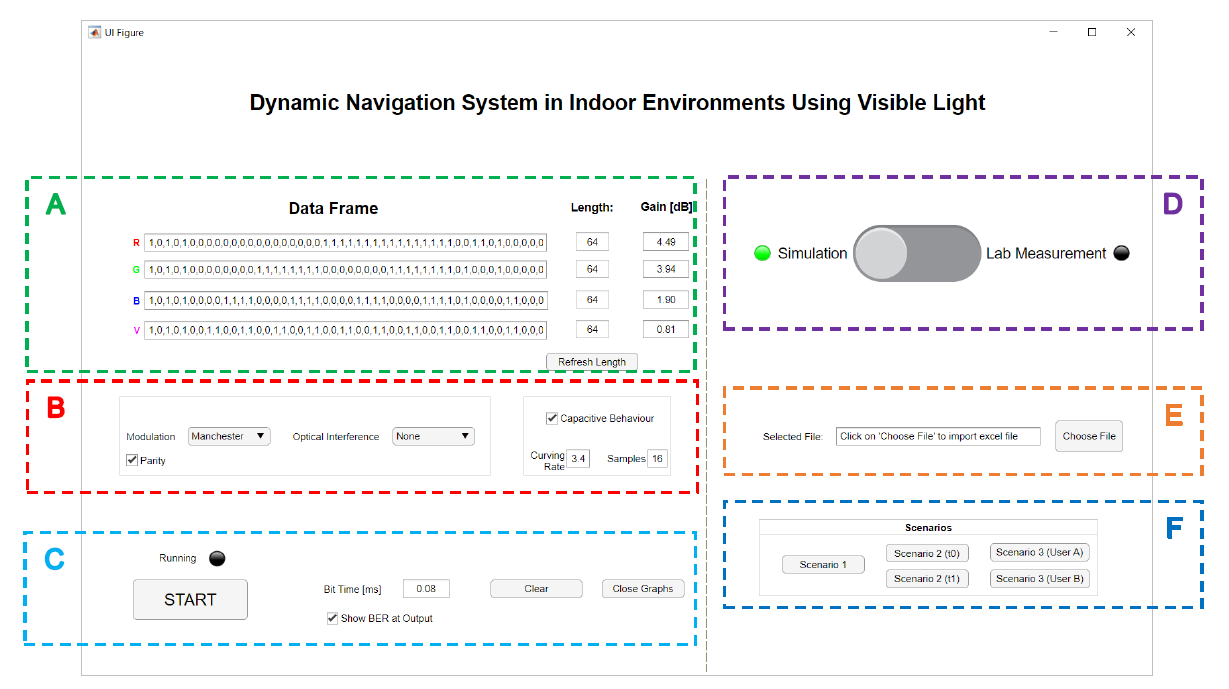 UI Figure
Dynamic Navigation System in Indoor Environments Using Visible Light
A
Data Frame
Length:
Gain [dB]
R 1,0,1,0,1,0,0,0,0,0,0,0,0,0,0,0,0,0,0,0,0,1,1,1,1,1,1,1,1,1,1,1,1,1,1,1,1,0,0,1,1,0,1,0,0,0,0,0 64 4.49
G 1,0,1,0,1,0,0,0,0,0,0,0,0,1,1,1,1,1,1,1,1,0,0,0,0,0,0,0,0,1,1,1,1,1,1,1,1,0,1,0,0,0,1,0,0,0,0,0 64 3.94
B 1,0,1,0,1,0,0,0,0,1,1,1,1,0,0,0,0,1,1,1,1,0,0,0,0,1,1,1,1,0,0,0,0,1,1,1,1,0,1,0,0,0,0,1,1,0,0,0 64 1.90
V 1,0,1,0,1,0,0,1,1,0,0,1,1,0,0,1,1,0,0,1,1,0,0,1,1,0,0,1,1,0,0,1,1,0,0,1,1,0,0,1,1,0,0,1,1,0,0,0 64 0.81
Refresh Length
B
Modulation Manchester Optical Interference None
Parity
Capacitive Behaviour
Curving
Rate 3.4 Samples 16
C
Running
START
Bit Time [ms] 0.08 Clear Close Graphs
Show BER at Output
D
Simulation Lab Measurement
E
Selected File: Click on 'Choose File' to import excel file Choose File
F
Scenarios
Scenario 1
Scenario 2 (t0)
Scenario 3 (User A)
Scenario 2 (t1)
Scenario 3 (User B)